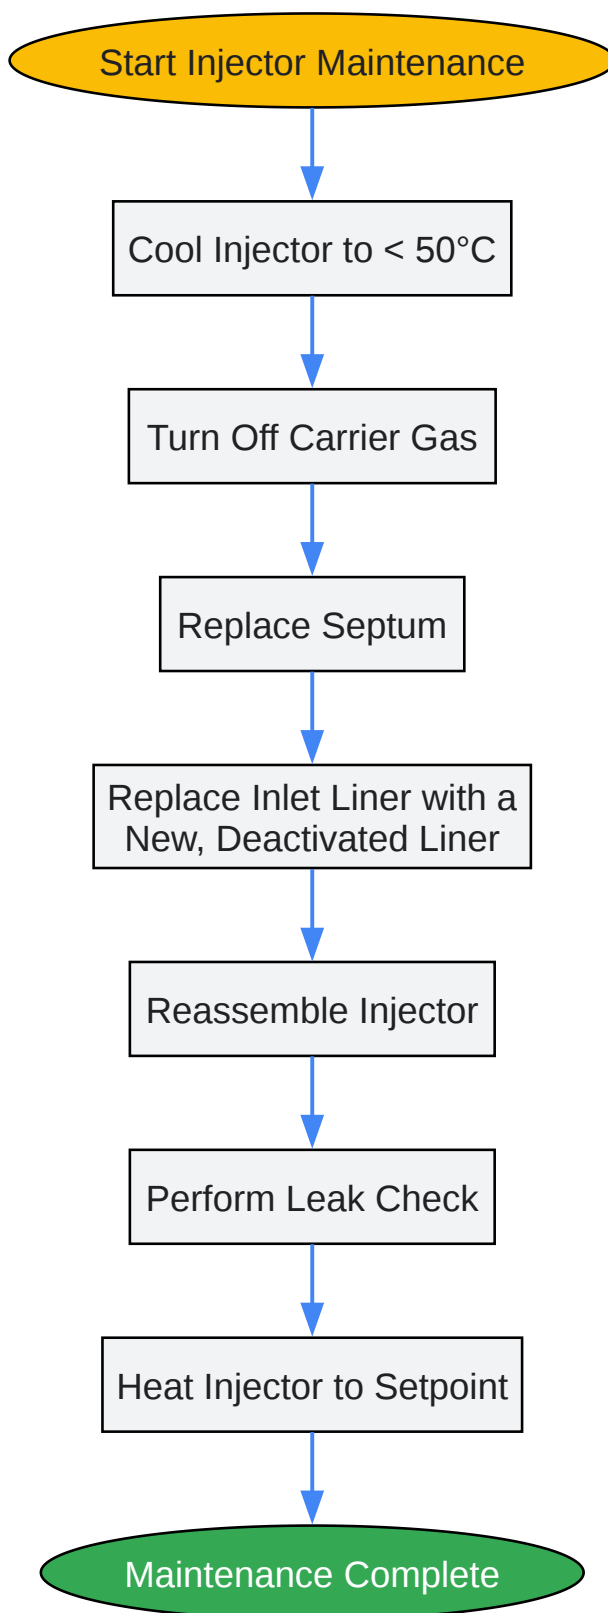 Start Injector Maintenance
Cool Injector to < 50°C
Turn Off Carrier Gas
Replace Septum
Replace Inlet Liner with a
New, Deactivated Liner
Reassemble Injector
Perform Leak Check
Heat Injector to Setpoint
Maintenance Complete